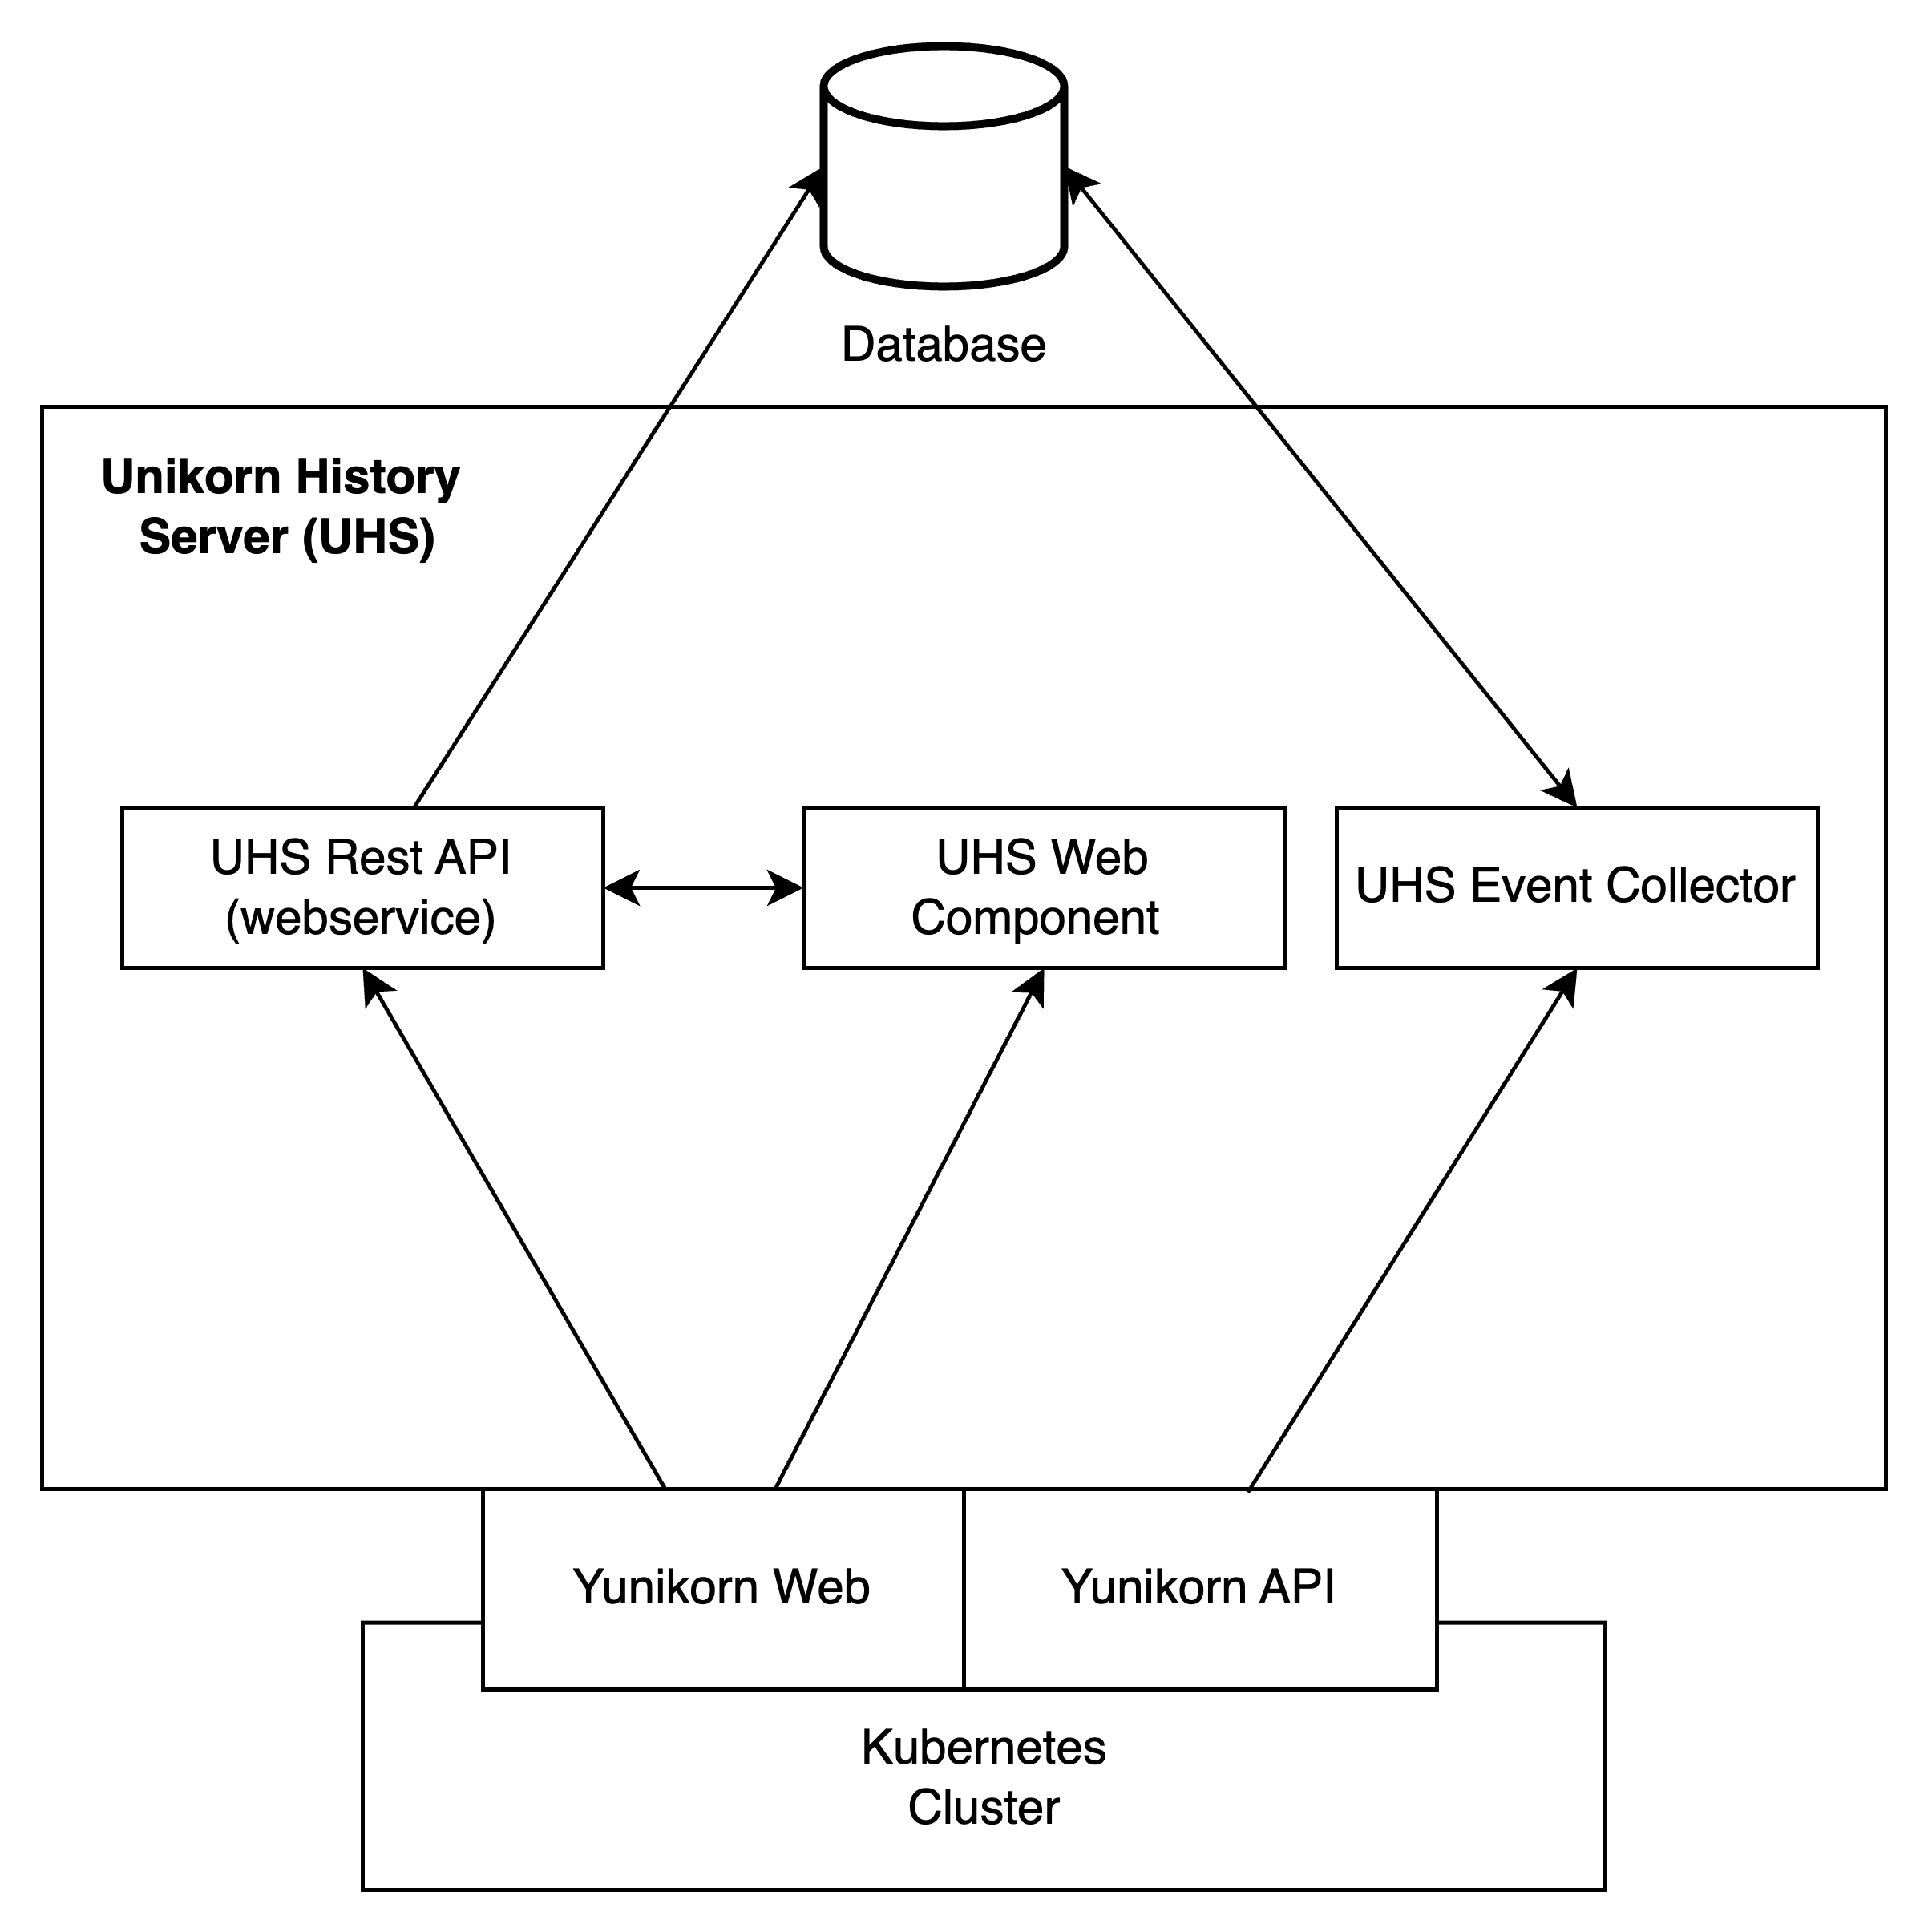 Database
Unikorn History
Server (UHS)
UHS Rest API
(webservice)
UHS Web
Component
UHS Event Collector
Yunikorn Web
Yunikorn API
Kubernetes
Cluster